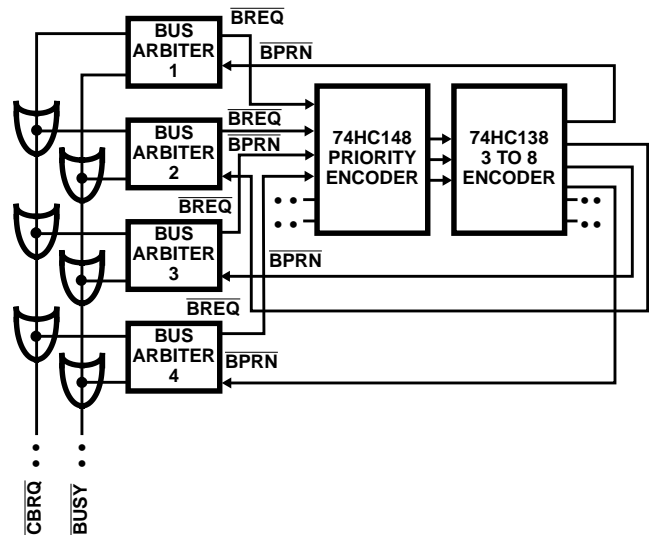 BREQ
BUS
ARBITER
1
BPRN
BREQ
BPRN
BUS
ARBITER
2
74HC148
PRIORITY
ENCODER
74HC138
3 TO 8
ENCODER
BREQ
BUS
ARBITER
3
BPRN
BREQ
BUS
ARBITER
4
BPRN
CBRQ
BUSY